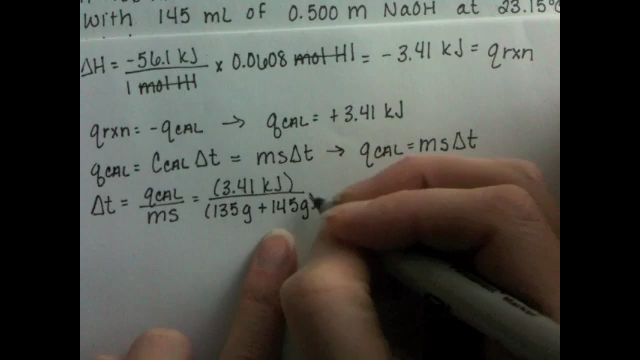 with 145 mL of 0.500 m NaOH at 23.15°
ΔH = -56.1 kJ / 1 mol HI × 0.0608 mol HI = -3.41 kJ = qrxn
qrxn = -qCAL → qCAL = +3.41 kJ
qCAL = CCAL Δt = msΔt → qCAL = msΔt
Δt = qCAL / ms = (3.41 kJ) / (135g + 145g)